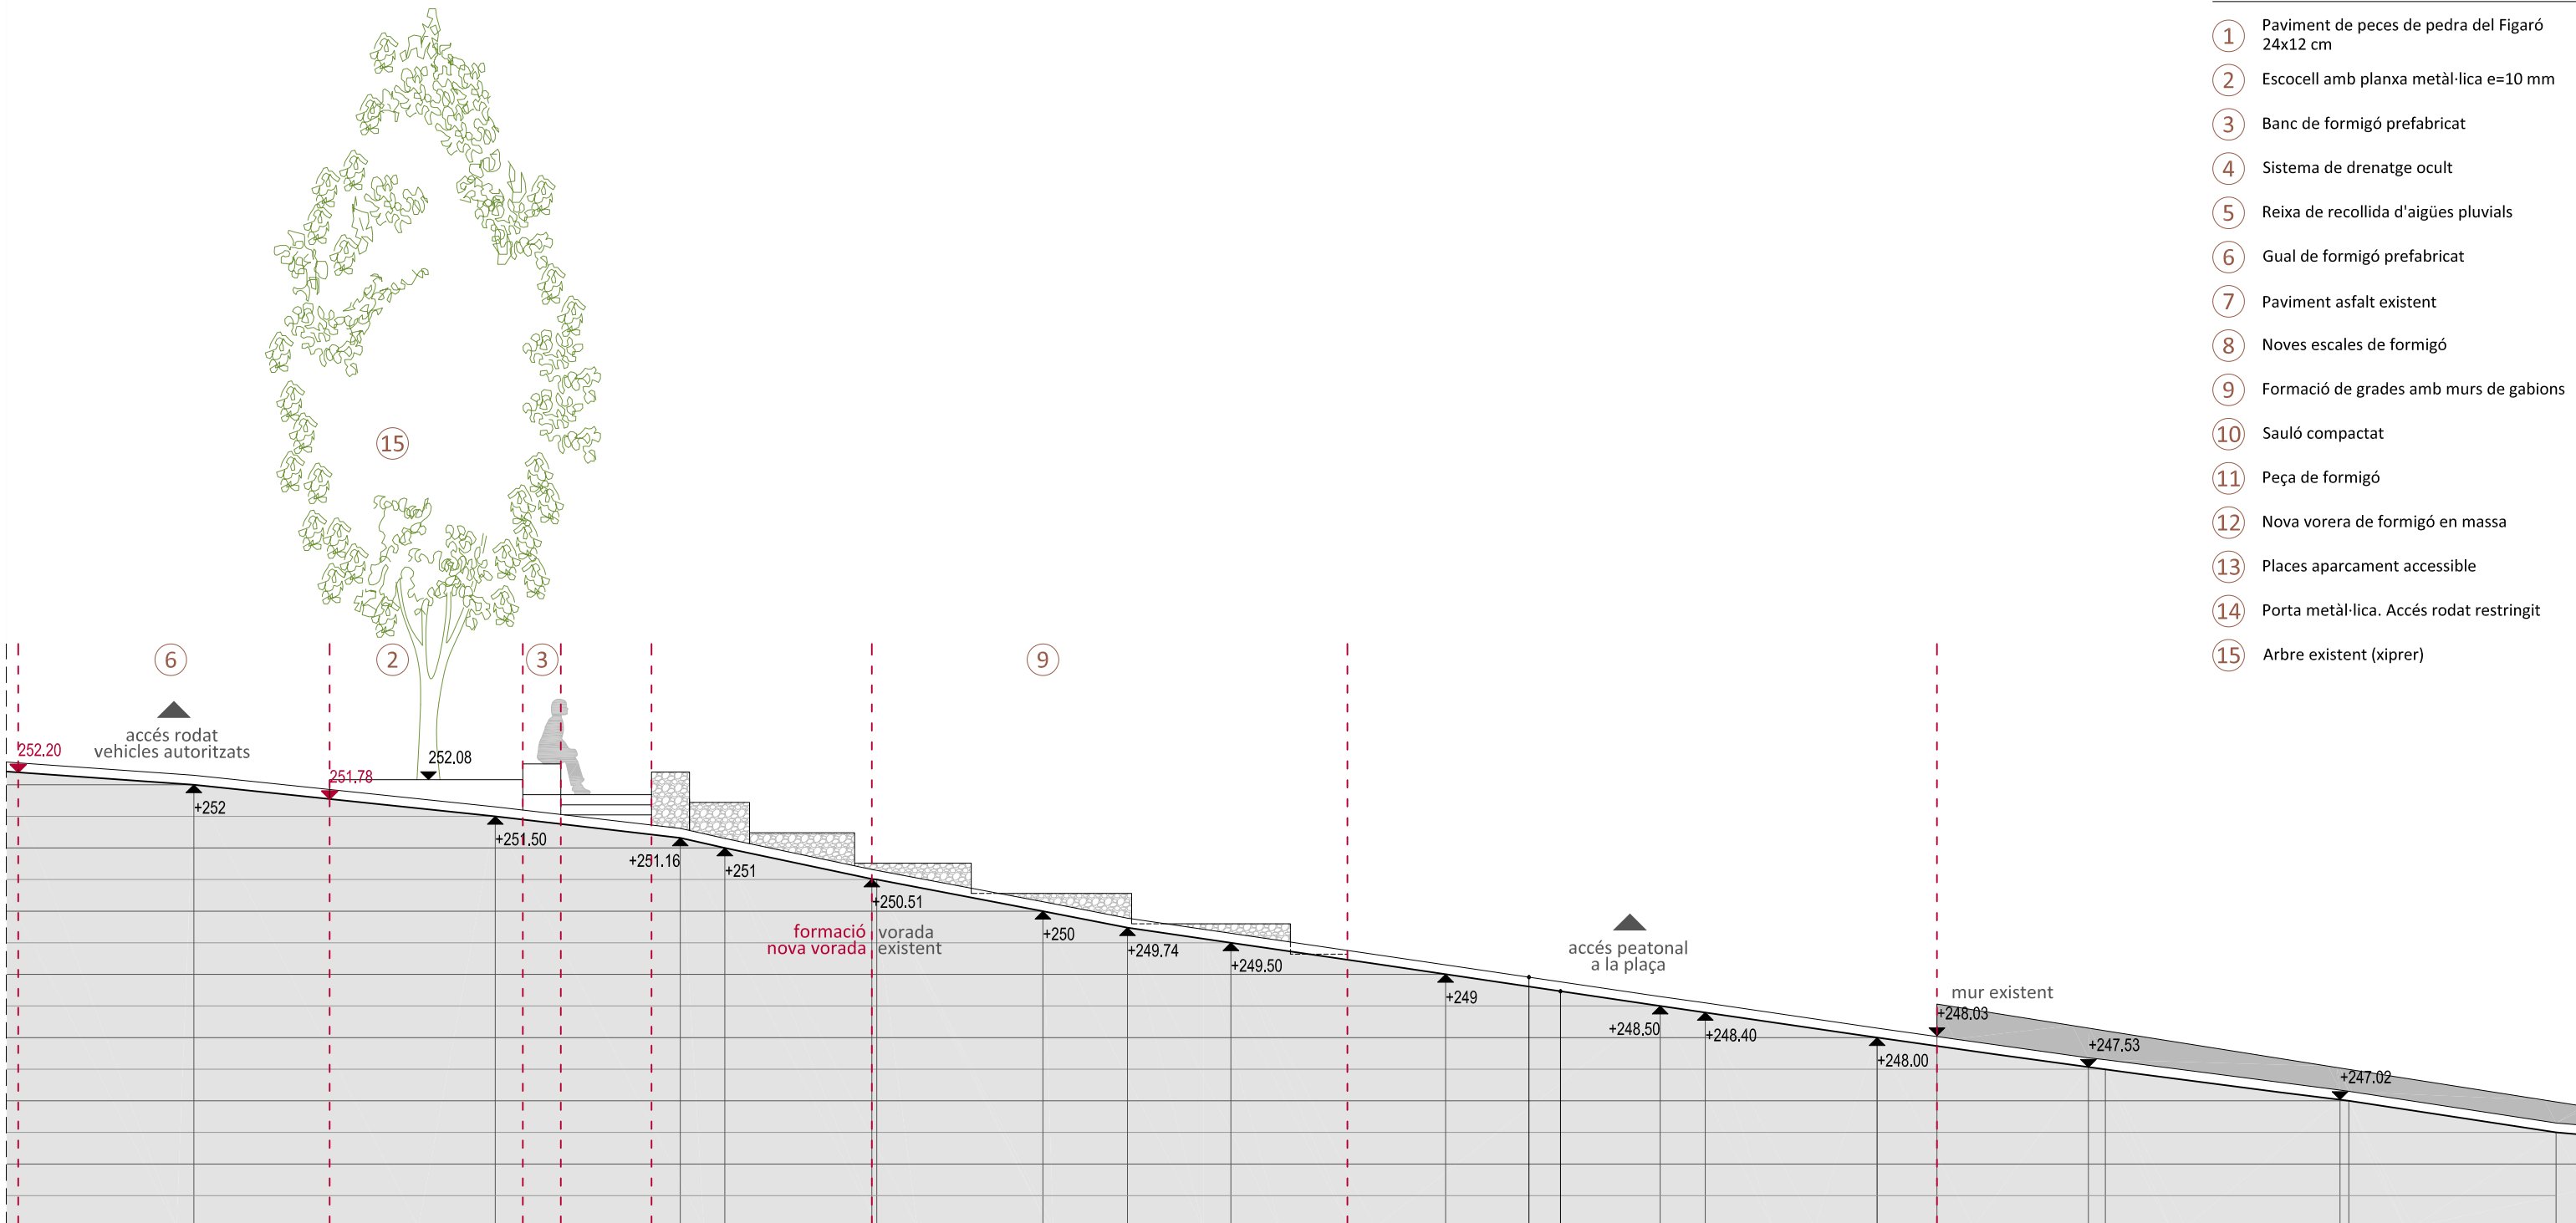 1 Paviment de peces de pedra del Figaró
24x12 cm
2 Escocell amb planxa metàl·lica e=10 mm
3 Banc de formigó prefabricat
4 Sistema de drenatge ocult
5 Reixa de recollida d'aigües pluvials
6 Gual de formigó prefabricat
7 Paviment asfalt existent
8 Noves escales de formigó
9 Formació de grades amb murs de gabions
10 Sauló compactat
11 Peça de formigó
12 Nova vorera de formigó en massa
13 Places aparcament accessible
14 Porta metàl·lica. Accés rodat restringit
15 Arbre existent (xiprer)
15
6
2
3
9
accés rodat
vehicles autoritzats
252.20
251.78
252.08
+252
+251.50
+251.16
+251
+250.51
formació
nova vorada
vorada
existent
+250
+249.74
+249.50
accés peatonal
a la plaça
+249
+248.50
+248.40
+248.00
mur existent
+248.03
+247.53
+247.02